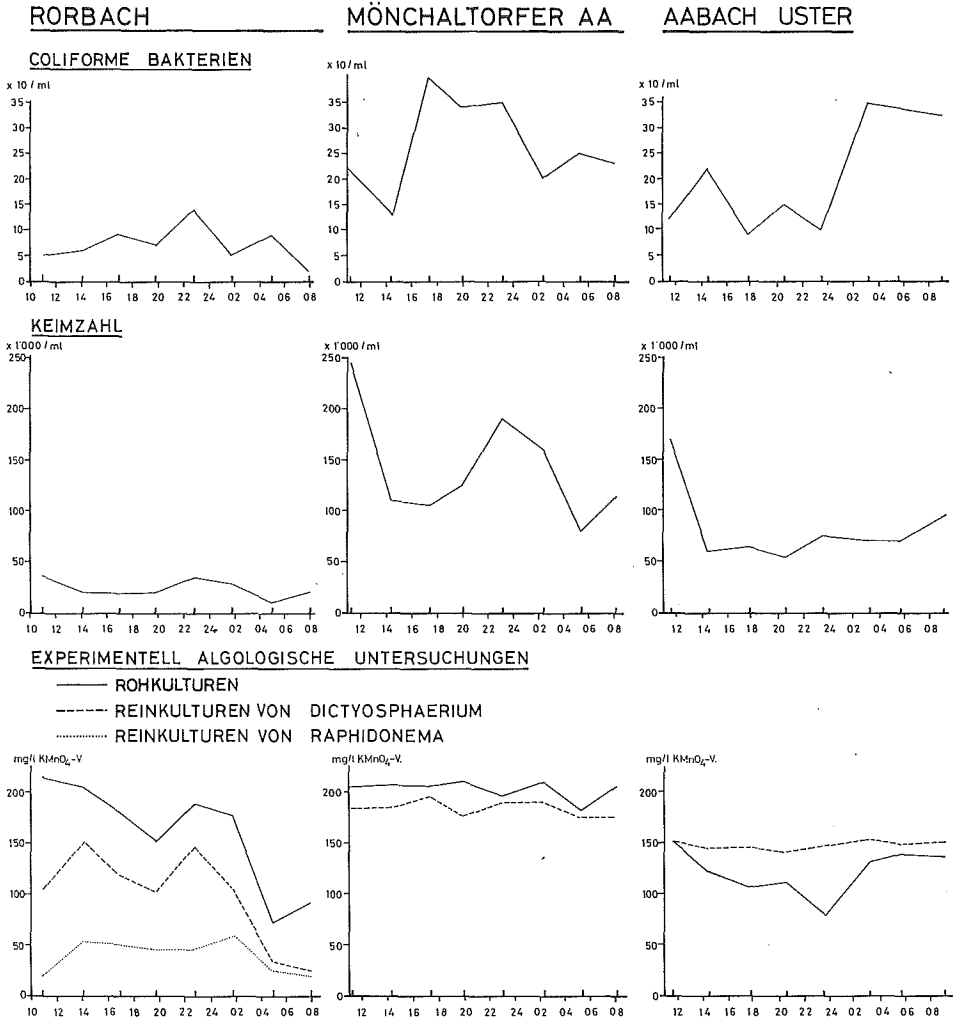 RORBACH MÖNCHALTORFER AA AABACH USTER
COLIFORME BAKTERIEN
x 10 / ml x 10 / ml x 10 / ml
35 35 35
30 30 30
25 25 25
20 20 20
15 15 15
10 10 10
5 5 5
0 0 0
10 12 14 16 18 20 22 24 02 04 06 08 12 14 16 18 20 22 24 02 04 06 08 12 14 16 18 20 22 24 02 04 06 08
KEIMZAHL
x 1'000 / ml x 1'000 / ml x 1'000 / ml
250 250 250
200 200 200
150 150 150
100 100 100
50 50 50
0 0 0
10 12 14 16 18 20 22 24 02 04 06 08 12 14 16 18 20 22 24 02 04 06 08 12 14 16 18 20 22 24 02 04 06 08
EXPERIMENTELL ALGOLOGISCHE UNTERSUCHUNGEN
ROHKULTUREN
REINKULTUREN VON DICTYOSPHAERIUM
REINKULTUREN VON RAPHIDONEMA
mg/l KMnO₄-V. mg/l KMnO₄-V. mg/l KMnO₄-V.
200 200 200
150 150 150
100 100 100
50 50 50
0 0 0
10 12 14 16 18 20 22 24 02 04 06 08 12 14 16 18 20 22 24 02 04 06 08 12 14 16 18 20 22 24 02 04 06 08